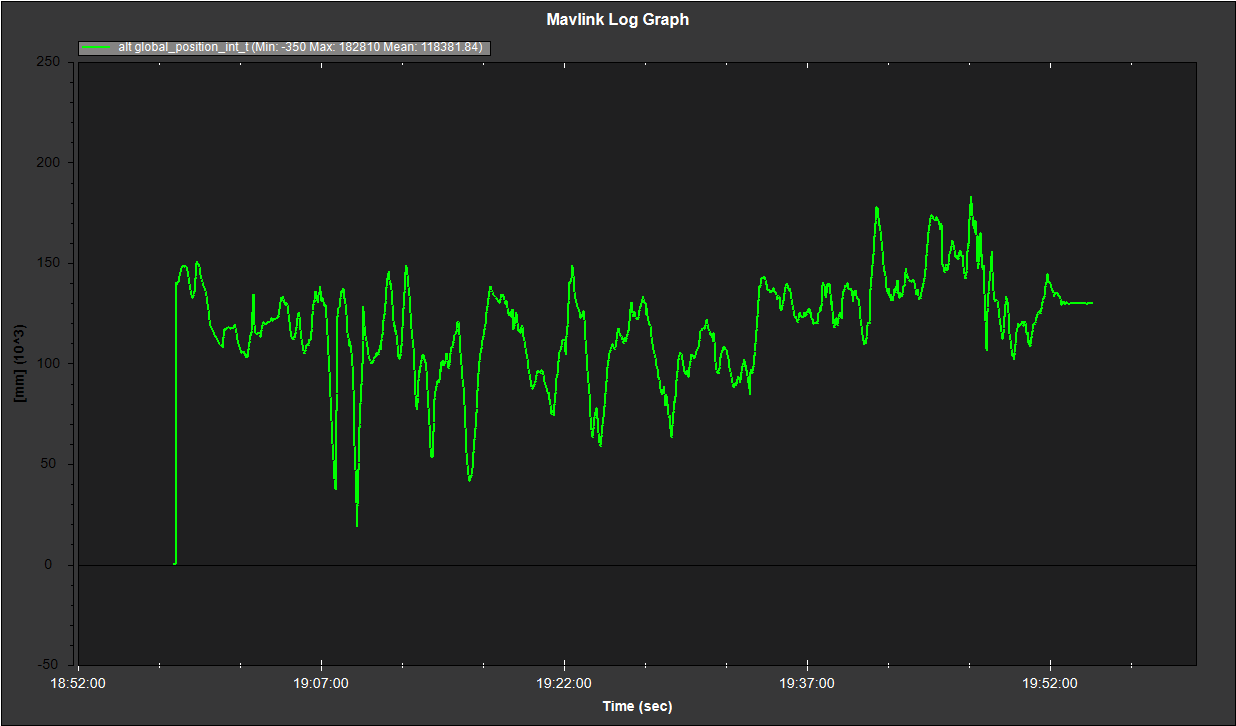 Mavlink Log Graph
alt global_position_int_t (Min: -350 Max: 182810 Mean: 118381.84)
250
200
150
100
50
0
-50
[mm] (10^3)
18:52:00 19:07:00 19:22:00 19:37:00 19:52:00
Time (sec)